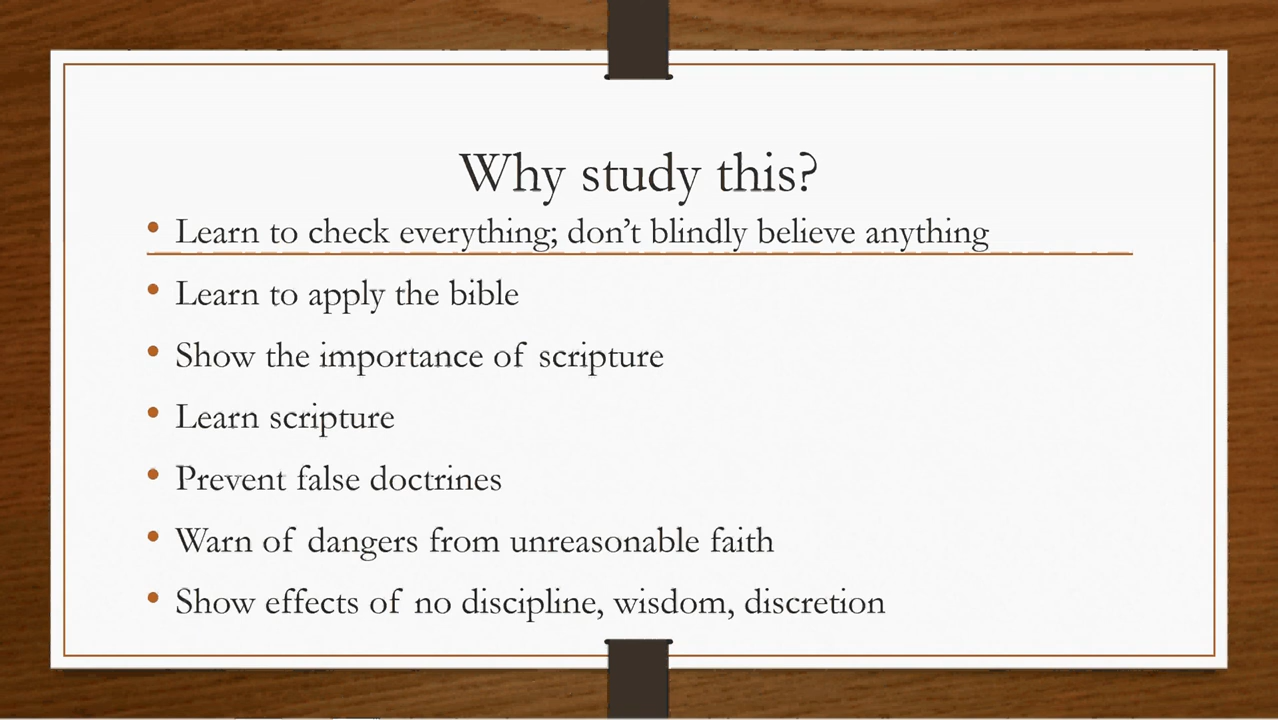 Why study this?
• Learn to check everything; don’t blindly believe anything
• Learn to apply the bible
• Show the importance of scripture
• Learn scripture
• Prevent false doctrines
• Warn of dangers from unreasonable faith
• Show effects of no discipline, wisdom, discretion